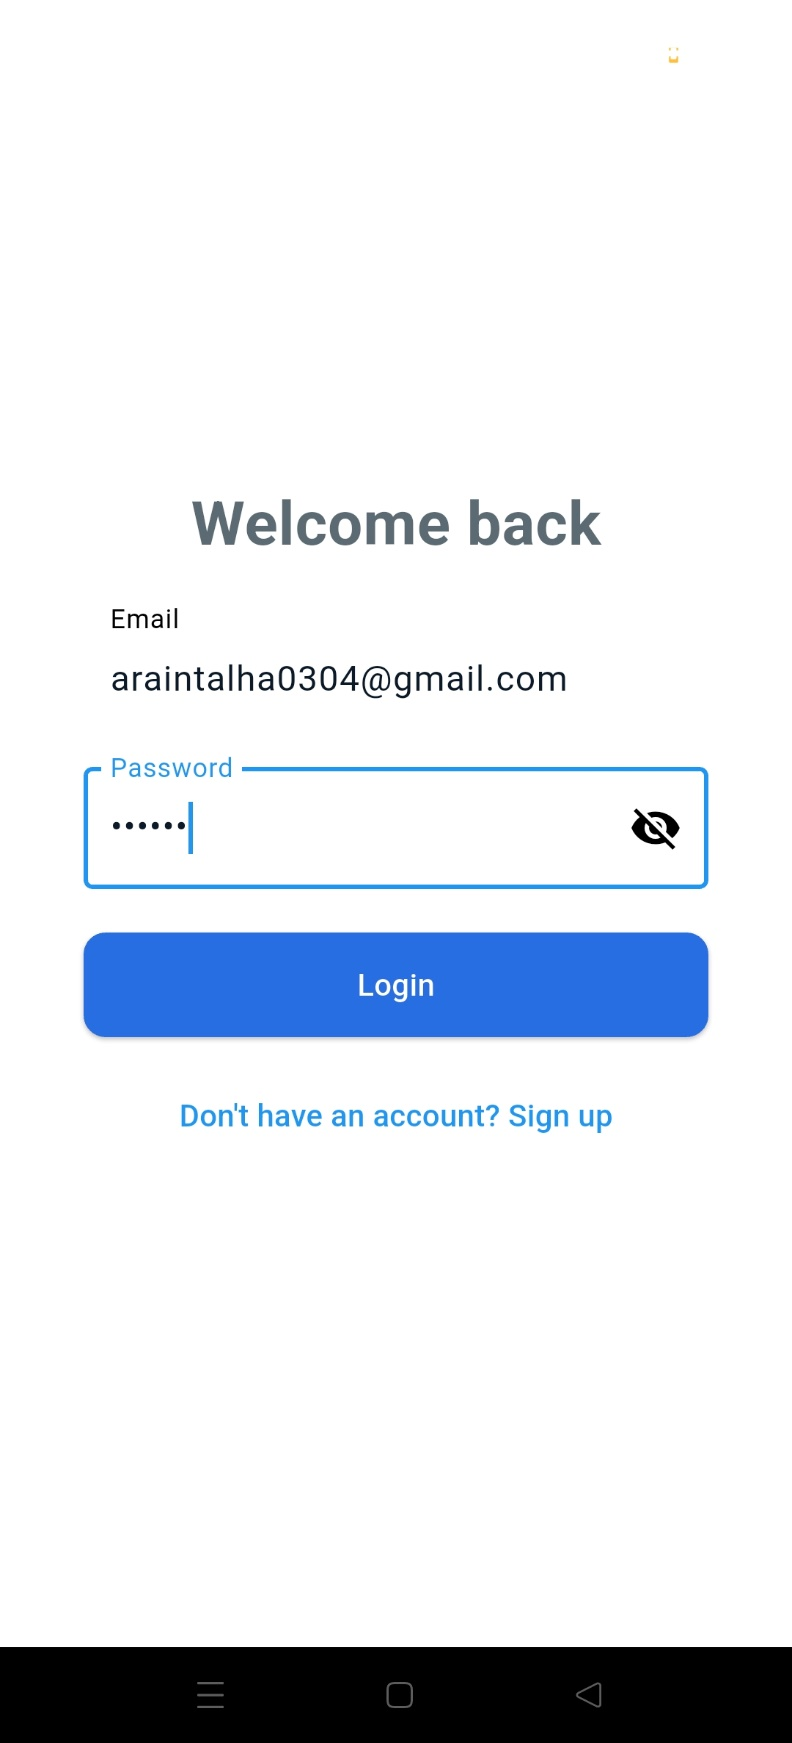 Welcome back
Email
araintalha0304@gmail.com
Password
••••••
Login
Don't have an account? Sign up